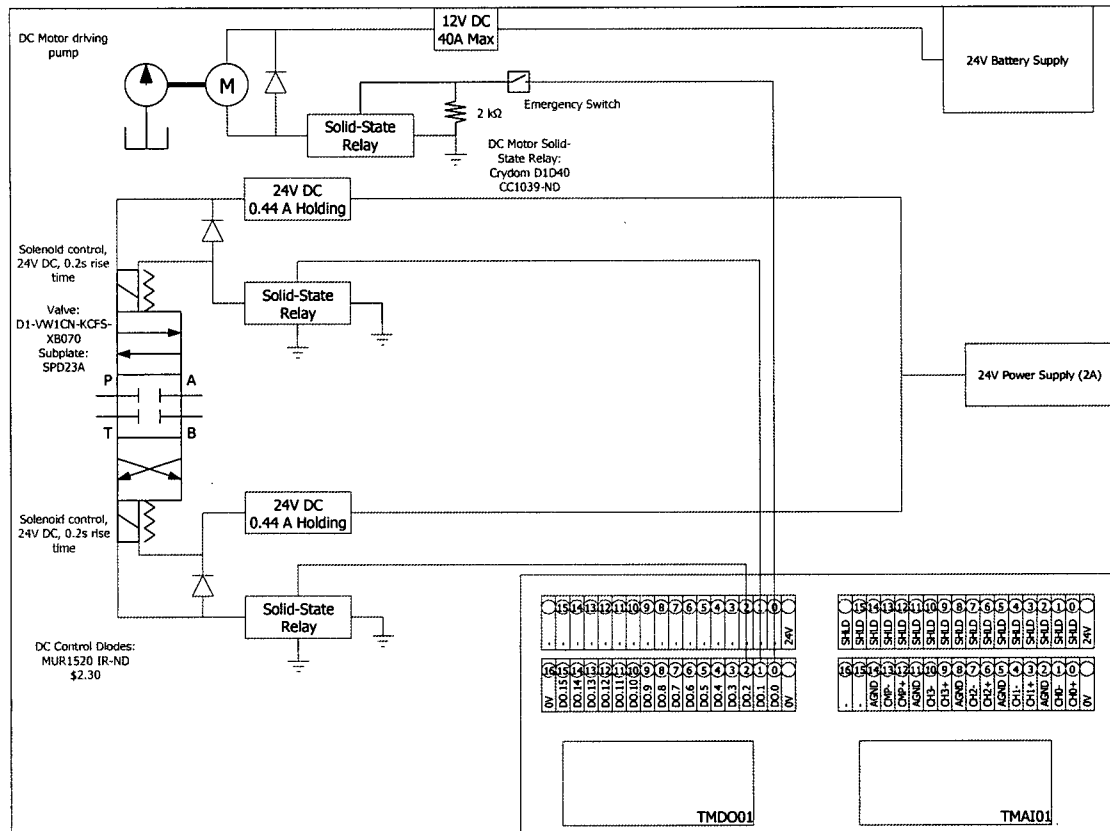 DC Motor driving
pump
12V DC
40A Max
24V Battery Supply
M
Emergency Switch
2 kΩ
Solid-State
Relay
DC Motor Solid-
State Relay:
Crydom D1D40
CC1039-ND
24V DC
0.44 A Holding
Solenoid control,
24V DC, 0.2s rise
time
Solid-State
Relay
Valve:
D1-VW1CN-KCFS-
XB070
Subplate:
SPD23A
P A
T B
24V Power Supply (2A)
24V DC
0.44 A Holding
Solenoid control,
24V DC, 0.2s rise
time
Solid-State
Relay
DC Control Diodes:
MUR1520 IR-ND
$2.30
15 14 13 12 11 10 9 8 7 6 5 4 3 2 1 0
- - - - - - - - - - - - - - - - - 24V
16 15 14 13 12 11 10 9 8 7 6 5 4 3 2 1 0
0V DO.15 DO.14 DO.13 DO.12 DO.11 DO.10 DO.9 DO.8 DO.7 DO.6 DO.5 DO.4 DO.3 DO.2 DO.1 DO.0 0V
TMDO01
15 14 13 12 11 10 9 8 7 6 5 4 3 2 1 0
SHLD SHLD SHLD SHLD SHLD SHLD SHLD SHLD SHLD SHLD SHLD SHLD SHLD SHLD SHLD SHLD SHLD 24V
16 15 14 13 12 11 10 9 8 7 6 5 4 3 2 1 0
- - AGND CMP- CMP+ AGND CH3- CH3+ AGND CH2- CH2+ AGND CH1- CH1+ AGND CH0- CH0+ 0V
TMAI01